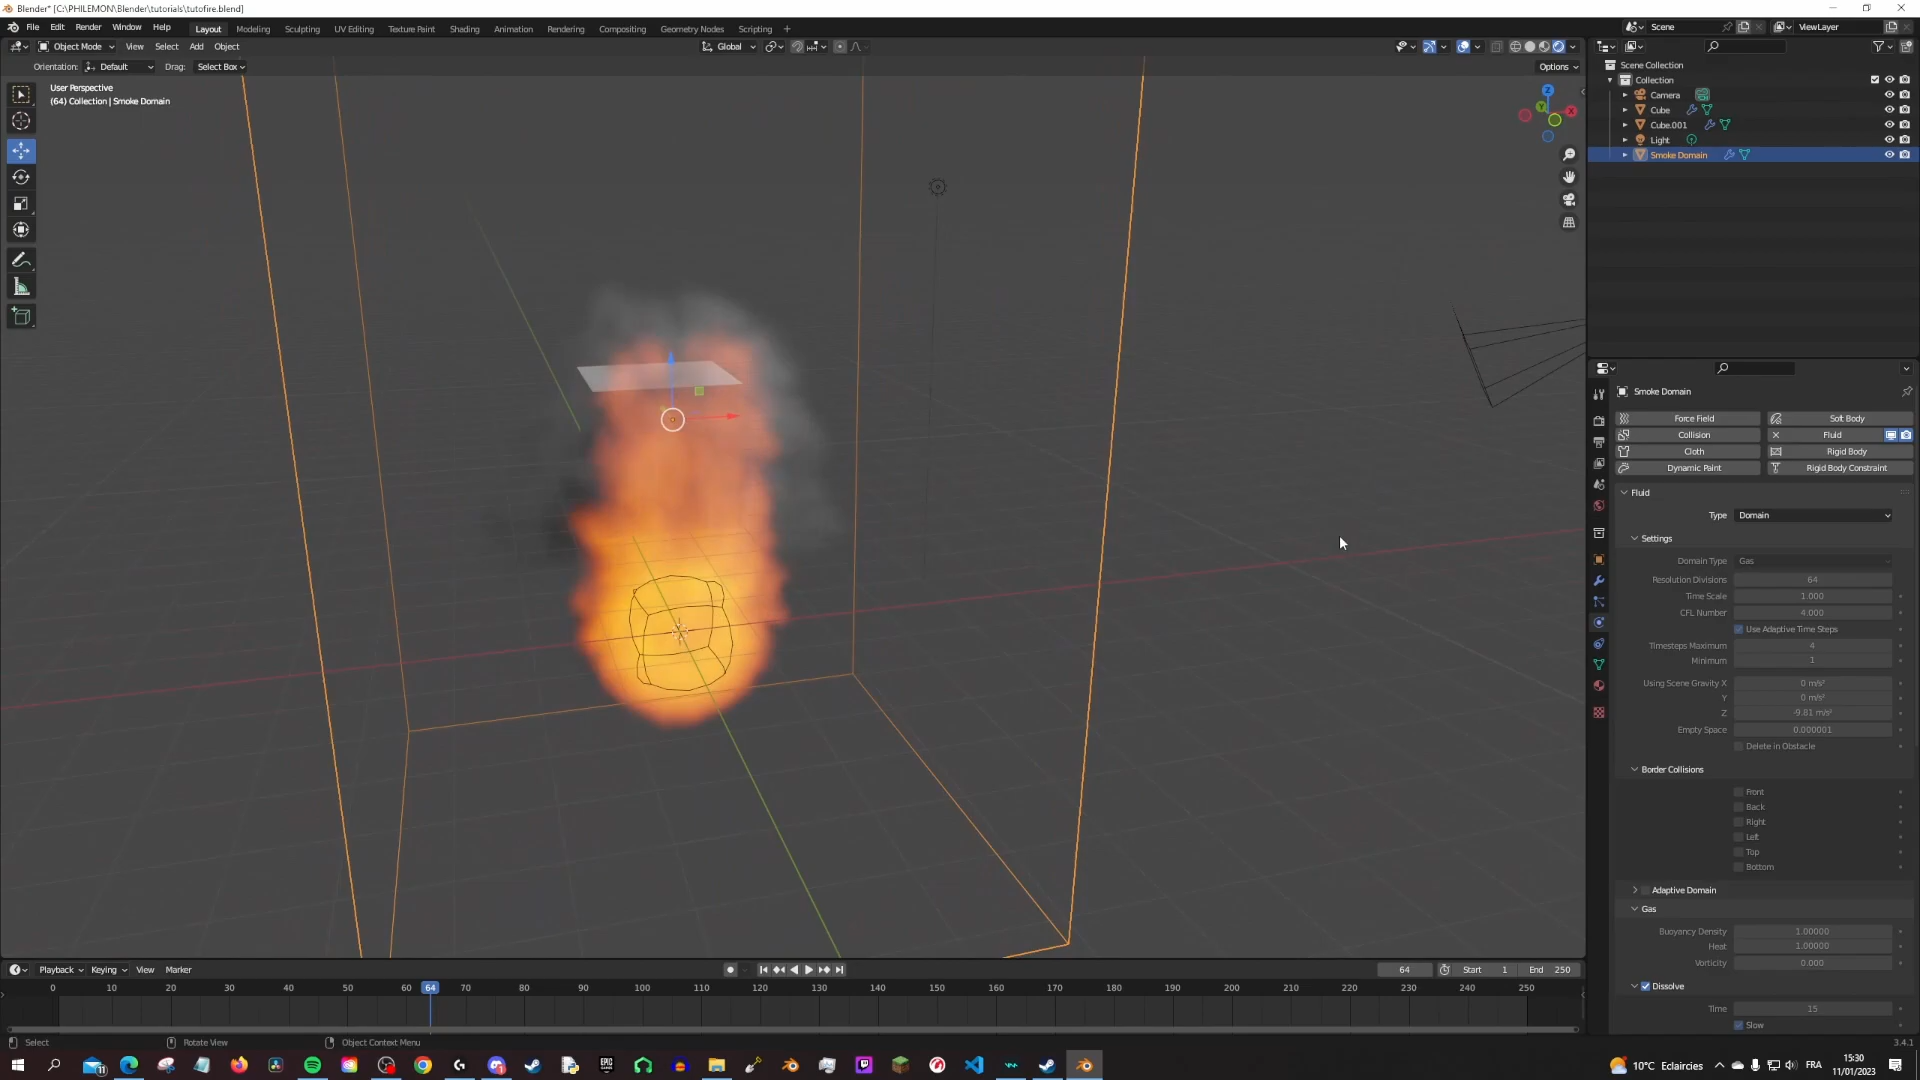 Blender* [C:\PHILEMON\Blender\tutorials\tutofire.blend]
File Edit Render Window Help Layout Modeling Sculpting UV Editing Texture Paint Shading Animation Rendering Compositing Geometry Nodes Scripting + Scene ViewLayer
Object Mode View Select Add Object Global
Orientation: Default Drag: Select Box Options
User Perspective
(64) Collection | Smoke Domain
Z
Y
X
Scene Collection
Collection
Camera
Cube
Cube.001
Light
Smoke Domain
Smoke Domain
Force Field Soft Body
Collision Fluid
Cloth Rigid Body
Dynamic Paint Rigid Body Constraint
Fluid
Type Domain
Settings
Domain Type Gas
Resolution Divisions 64
Time Scale 1.000
CFL Number 4.000
Use Adaptive Time Steps
Timesteps Maximum 4
Minimum 1
Using Scene Gravity X 0 m/s²
Y 0 m/s²
Z -9.81 m/s²
Empty Space 0.000001
Delete in Obstacle
Border Collisions
Front
Back
Right
Left
Top
Bottom
Adaptive Domain
Gas
Buoyancy Density 1.00000
Heat 1.00000
Vorticity 0.000
Dissolve
Time 15
Slow
Playback Keying View Marker 64 Start 1 End 250
0 10 20 30 40 50 60 64 70 80 90 100 110 120 130 140 150 160 170 180 190 200 210 220 230 240 250
Select Rotate View Object Context Menu 3.4.1
11 10°C Eclaircies FRA 15:30
11/01/2023